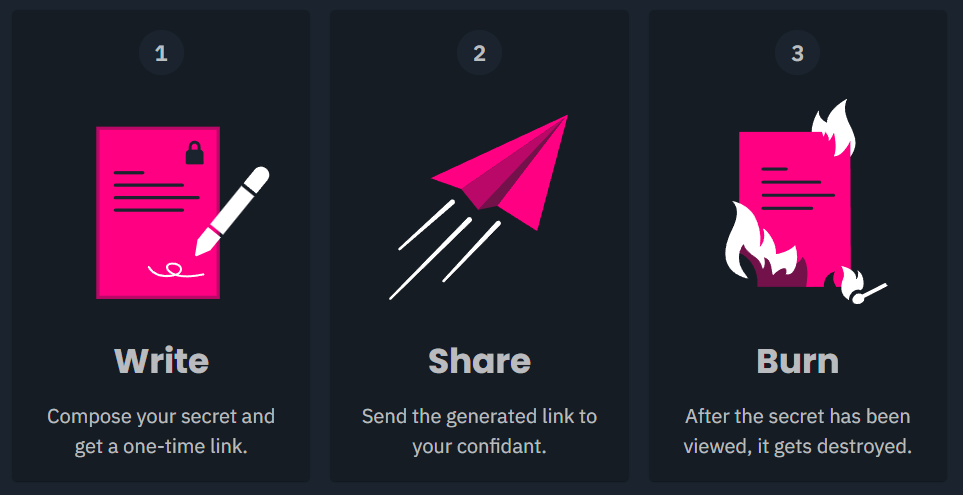 1
Write
Compose your secret and
get a one-time link.
2
Share
Send the generated link to
your confidant.
3
Burn
After the secret has been
viewed, it gets destroyed.